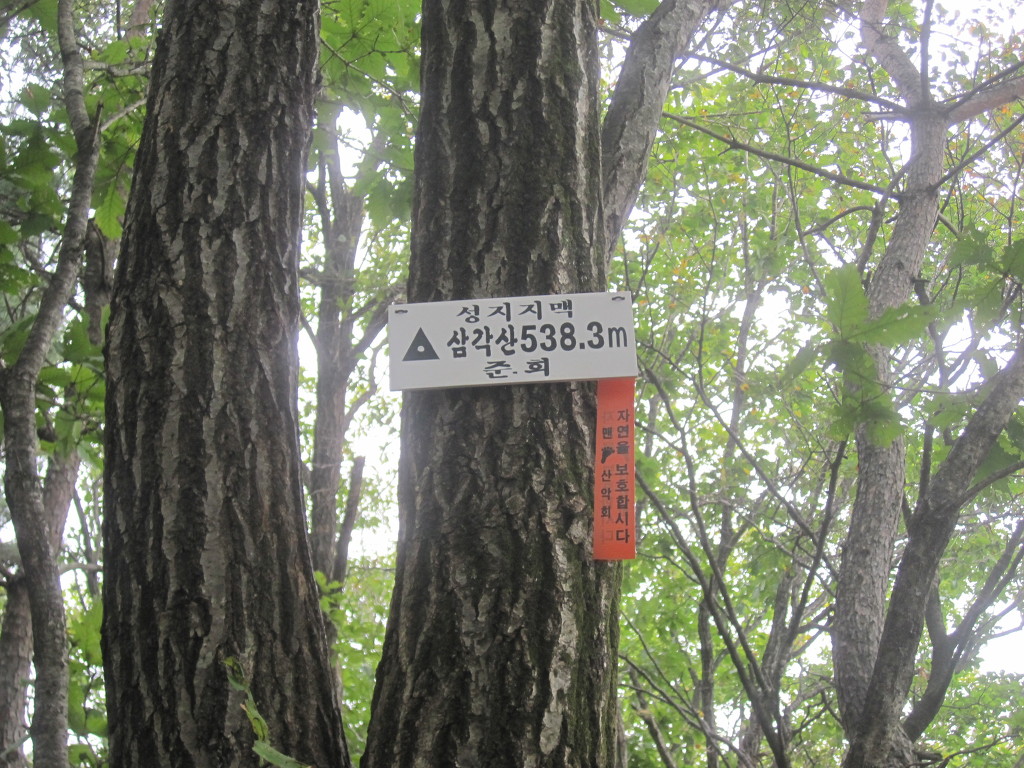 성지지맥
삼각산538.3m
준.희
자연을 보호합시다
맨 산악회